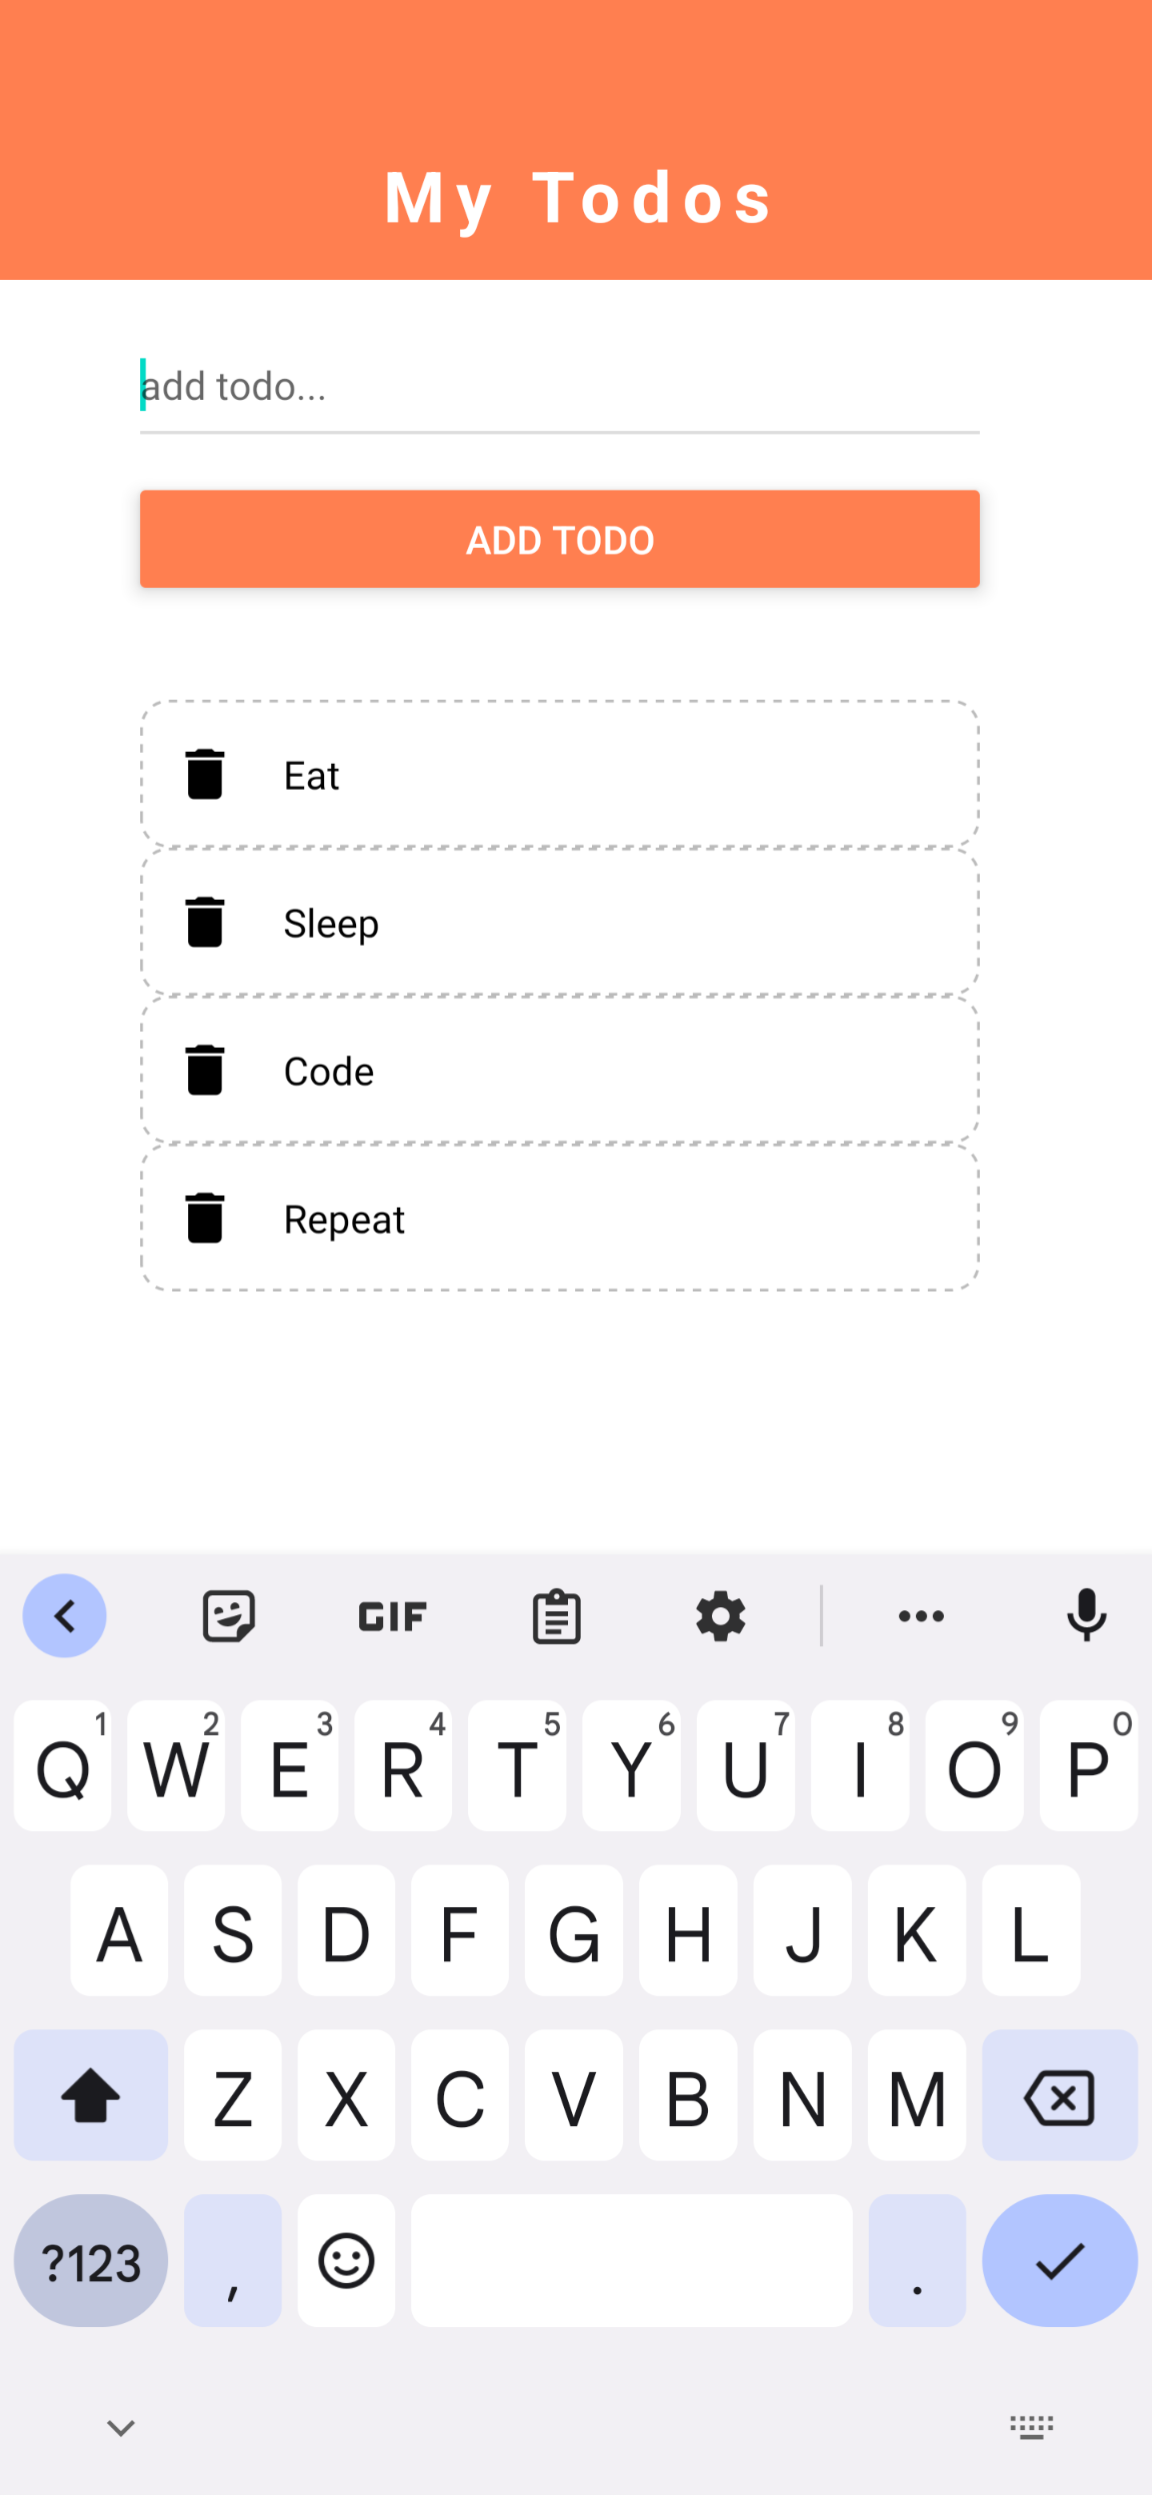 My Todos
add todo...
ADD TODO
Eat
Sleep
Code
Repeat
GIF
1 2 3 4 5 6 7 8 9 0
Q W E R T Y U I O P
A S D F G H J K L
Z X C V B N M
?123 , .